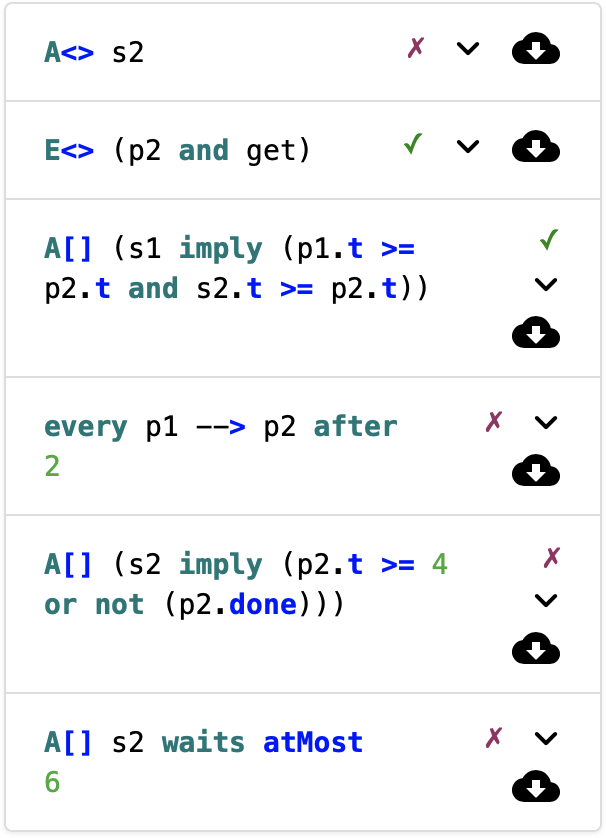 A<> s2 ✗
E<> (p2 and get) ✓
A[] (s1 imply (p1.t >= ✓
p2.t and s2.t >= p2.t))
every p1 --> p2 after ✗
2
A[] (s2 imply (p2.t >= 4 ✗
or not (p2.done)))
A[] s2 waits atMost ✗
6